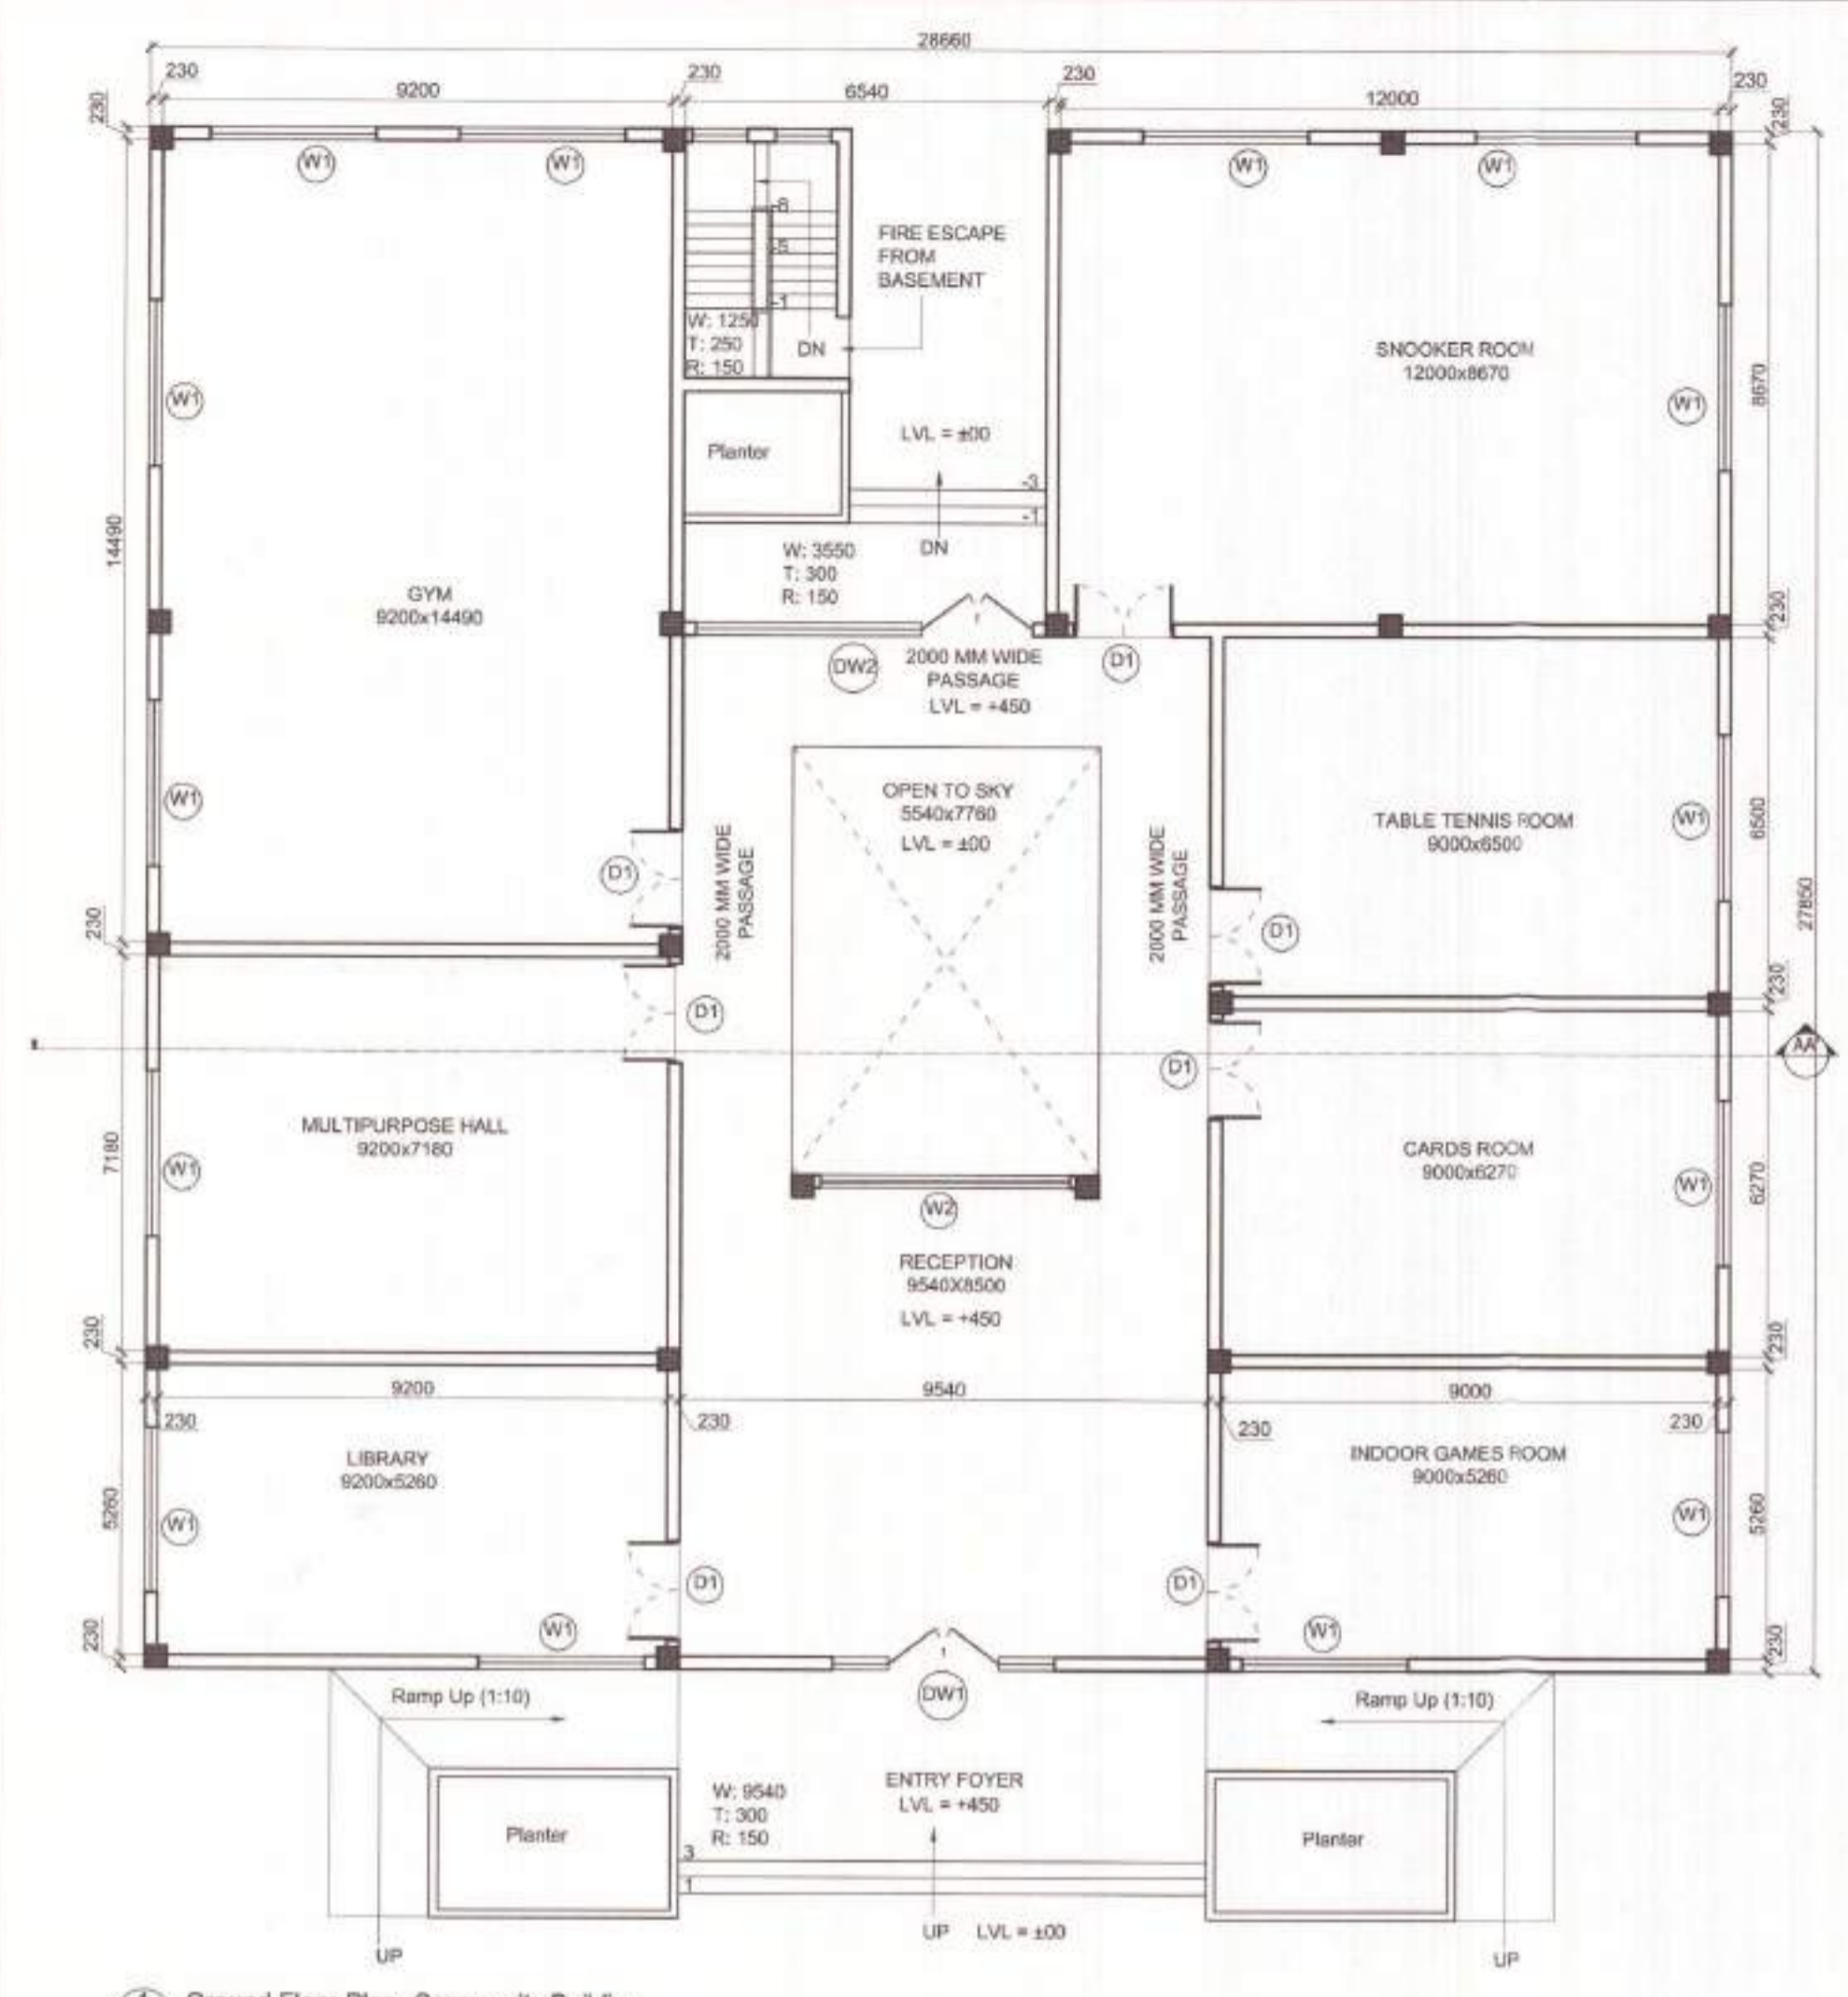 28660
230
230
230
230
9200
6540
12000
230
230
W1
W1
W1
W1
-8
-5
-1
FIRE ESCAPE
FROM
BASEMENT
W: 1250
T: 250
R: 150
DN
SNOOKER ROOM
12000x8670
8670
W1
W1
Planter
LVL = ±00
-3
-1
14490
W: 3550
T: 300
R: 150
DN
GYM
9200x14490
230
DW2
2000 MM WIDE
PASSAGE
LVL = +450
D1
OPEN TO SKY
5540x7760
LVL = ±00
W1
TABLE TENNIS ROOM
9000x6500
W1
6500
D1
2000 MM WIDE
PASSAGE
2000 MM WIDE
PASSAGE
27850
230
D1
230
D1
D1
AA'
MULTIPURPOSE HALL
9200x7180
7180
W1
CARDS ROOM
9000x6270
W1
6270
W2
RECEPTION
9540X8500
LVL = +450
230
230
9200
9540
9000
230
230
230
230
LIBRARY
9200x5260
INDOOR GAMES ROOM
9000x5260
5260
W1
W1
5260
D1
D1
W1
W1
230
230
Ramp Up (1:10)
DW1
Ramp Up (1:10)
W: 9540
T: 300
R: 150
ENTRY FOYER
LVL = +450
Planter
Planter
3
1
UP LVL = ±00
UP
UP